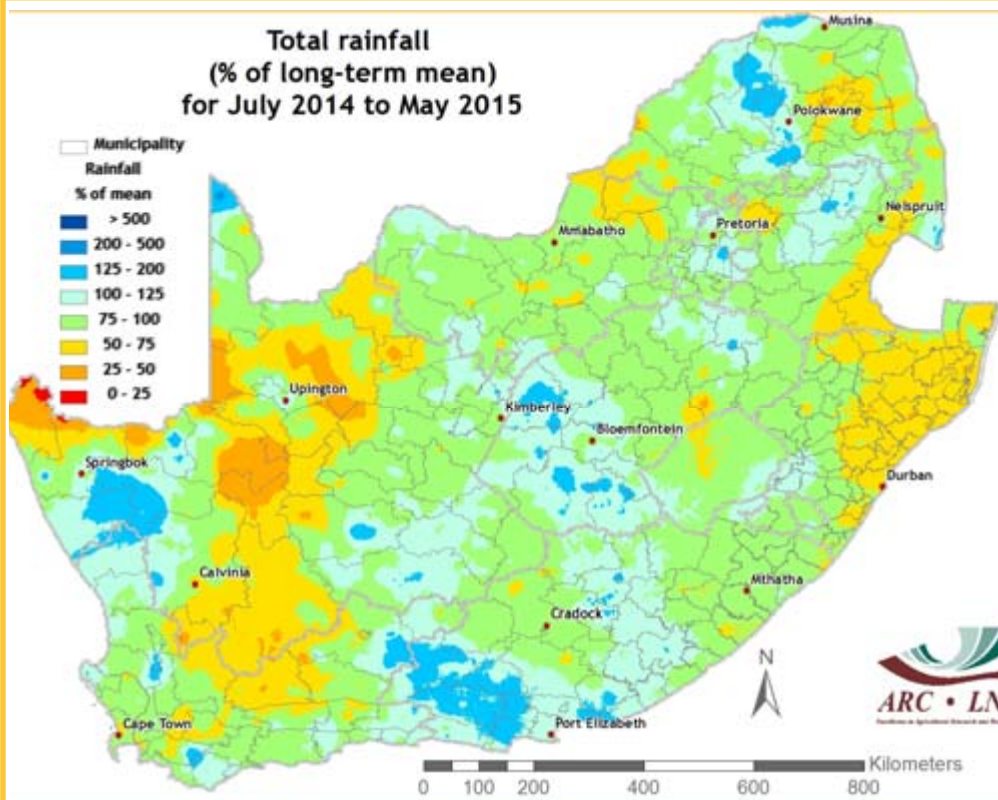 Total rainfall
(% of long-term mean)
for July 2014 to May 2015
Municipality
Rainfall
% of mean
> 500
200 - 500
125 - 200
100 - 125
75 - 100
50 - 75
25 - 50
0 - 25
Musina
Polokwane
Nelspruit
Pretoria
Mmabatho
Upington
Kimberley
Bloemfontein
Springbok
Durban
Calvinia
Mthatha
Cradock
Cape Town
Port Elizabeth
N
ARC • LN
Kilometers
0 100 200 400 600 800